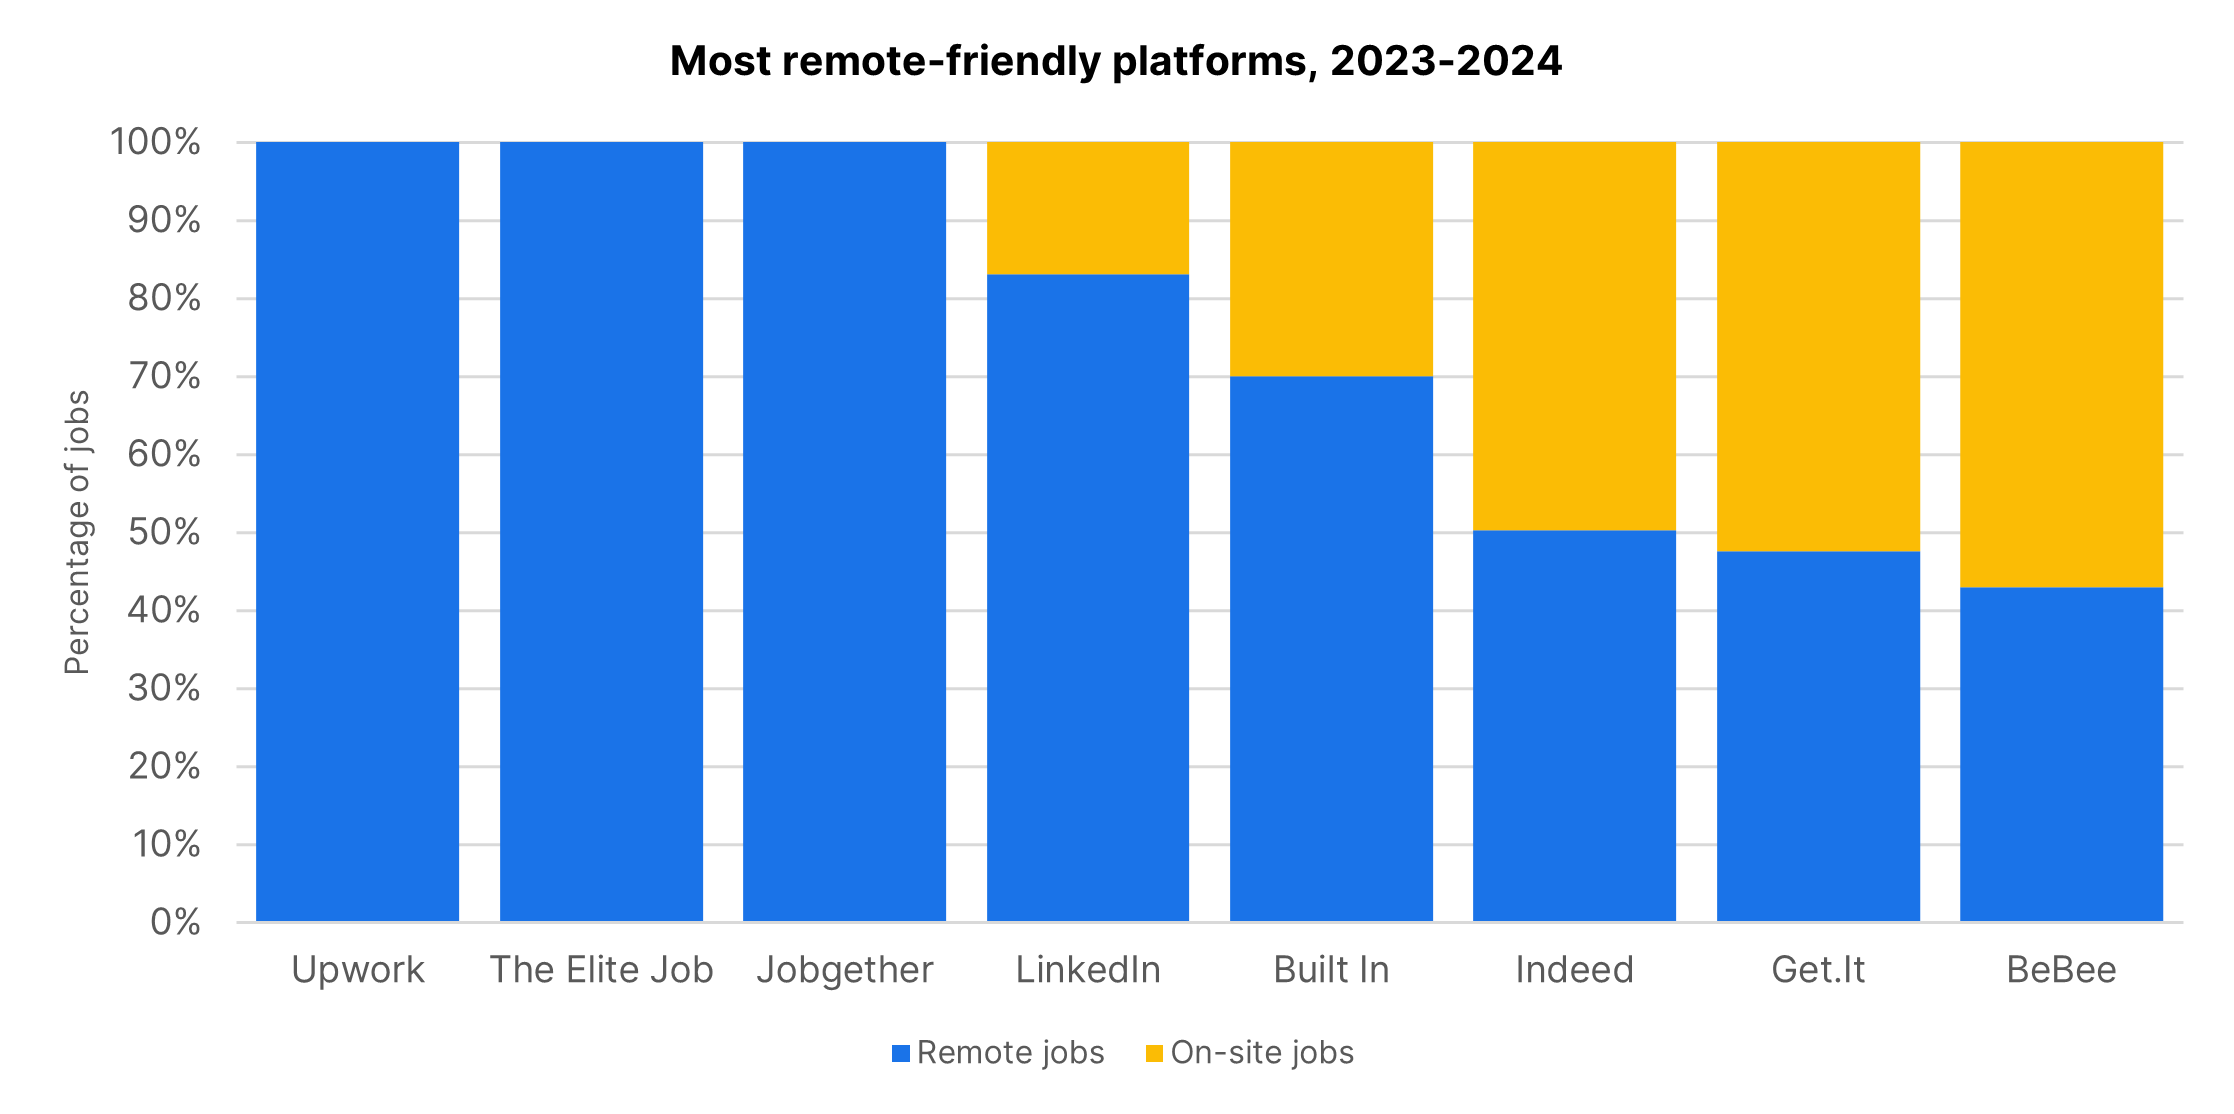 Most remote-friendly platforms, 2023-2024
Percentage of jobs
100%
90%
80%
70%
60%
50%
40%
30%
20%
10%
0%
Upwork
The Elite Job
Jobgether
LinkedIn
Built In
Indeed
Get.It
BeBee
Remote jobs
On-site jobs